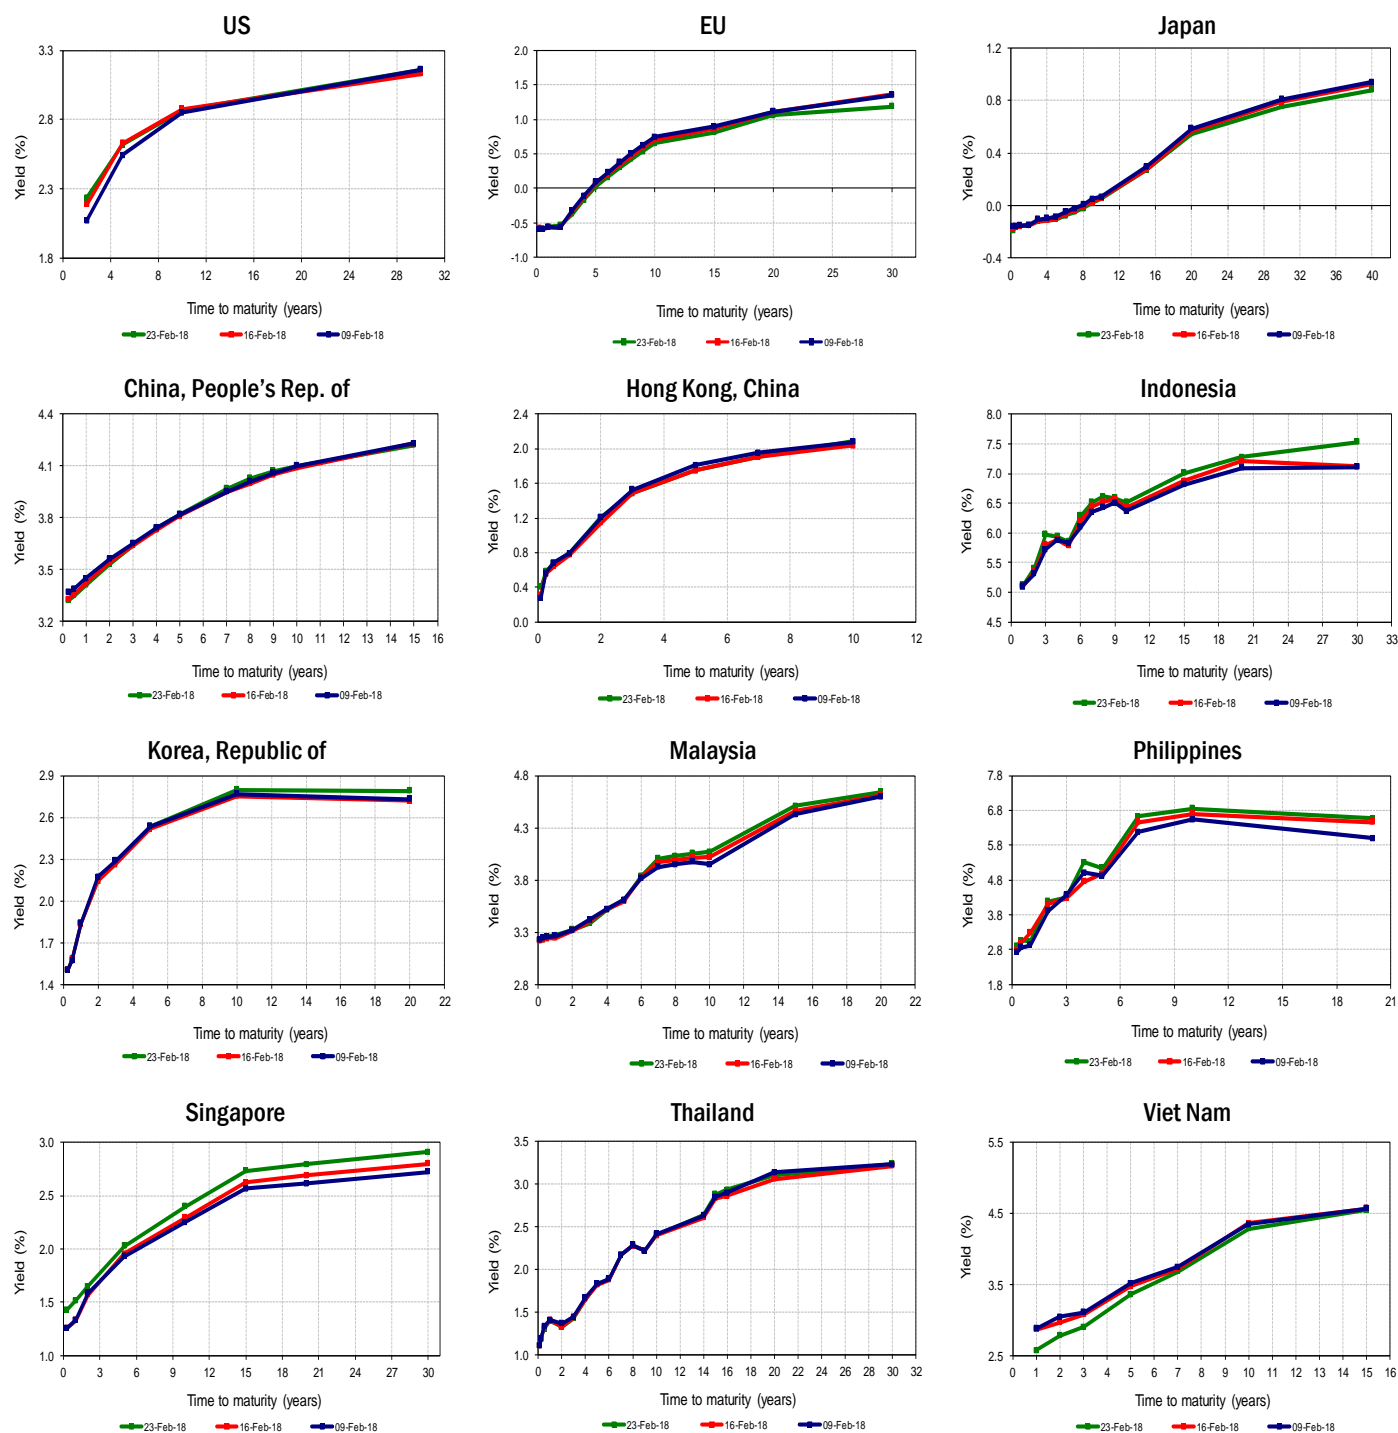 US
3.3
2.8
2.3
1.8
Yield (%)
0 4 8 12 16 20 24 28 32
Time to maturity (years)
23-Feb-18 16-Feb-18 09-Feb-18
EU
2.0
1.5
1.0
0.5
0.0
-0.5
-1.0
Yield (%)
0 5 10 15 20 25 30
Time to maturity (years)
23-Feb-18 16-Feb-18 09-Feb-18
Japan
1.2
0.8
0.4
0.0
-0.4
Yield (%)
0 4 8 12 16 20 24 28 32 36 40
Time to maturity (years)
23-Feb-18 16-Feb-18 09-Feb-18
China, People's Rep. of
4.4
4.1
3.8
3.5
3.2
Yield (%)
0 1 2 3 4 5 6 7 8 9 10 11 12 13 13 15 16
Time to maturity (years)
23-Feb-18 16-Feb-18 09-Feb-18
Hong Kong, China
2.4
2.0
1.6
1.2
0.8
0.4
0.0
Yield (%)
0 2 4 6 8 10 12
Time to maturity (years)
23-Feb-18 16-Feb-18 09-Feb-18
Indonesia
8.0
7.5
7.0
6.5
6.0
5.5
5.0
4.5
Yield (%)
0 3 6 9 12 15 18 21 24 27 30 33
Time to maturity (years)
23-Feb-18 16-Feb-18 09-Feb-18
Korea, Republic of
2.9
2.6
2.3
2.0
1.7
1.4
Yield (%)
0 2 4 6 8 10 12 14 16 18 20 22
Time to maturity (years)
23-Feb-18 16-Feb-18 09-Feb-18
Malaysia
4.8
4.3
3.8
3.3
2.8
Yield (%)
0 2 4 6 8 10 12 14 16 18 20 22
Time to maturity (years)
23-Feb-18 16-Feb-18 09-Feb-18
Philippines
7.8
6.8
5.8
4.8
3.8
2.8
1.8
Yield (%)
0 3 6 9 12 15 18 21
Time to maturity (years)
23-Feb-18 16-Feb-18 09-Feb-18
Singapore
3.0
2.5
2.0
1.5
1.0
Yield (%)
0 3 6 9 12 15 18 21 24 27 30
Time to maturity (years)
23-Feb-18 16-Feb-18 09-Feb-18
Thailand
3.5
3.0
2.5
2.0
1.5
1.0
Yield (%)
0 2 4 6 8 10 12 14 16 18 20 22 24 26 28 30 32
Time to maturity (years)
23-Feb-18 16-Feb-18 09-Feb-18
Viet Nam
5.5
4.5
3.5
2.5
Yield (%)
0 1 2 3 4 5 6 7 8 10 11 12 13 14 15 16
Time to maturity (years)
23-Feb-18 16-Feb-18 09-Feb-18